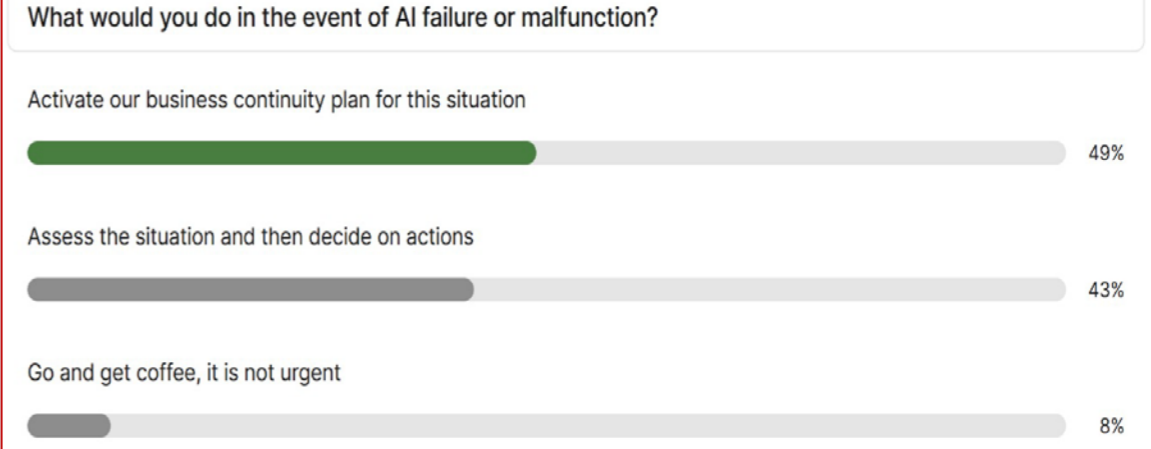 What would you do in the event of AI failure or malfunction?
Activate our business continuity plan for this situation
49%
Assess the situation and then decide on actions
43%
Go and get coffee, it is not urgent
8%